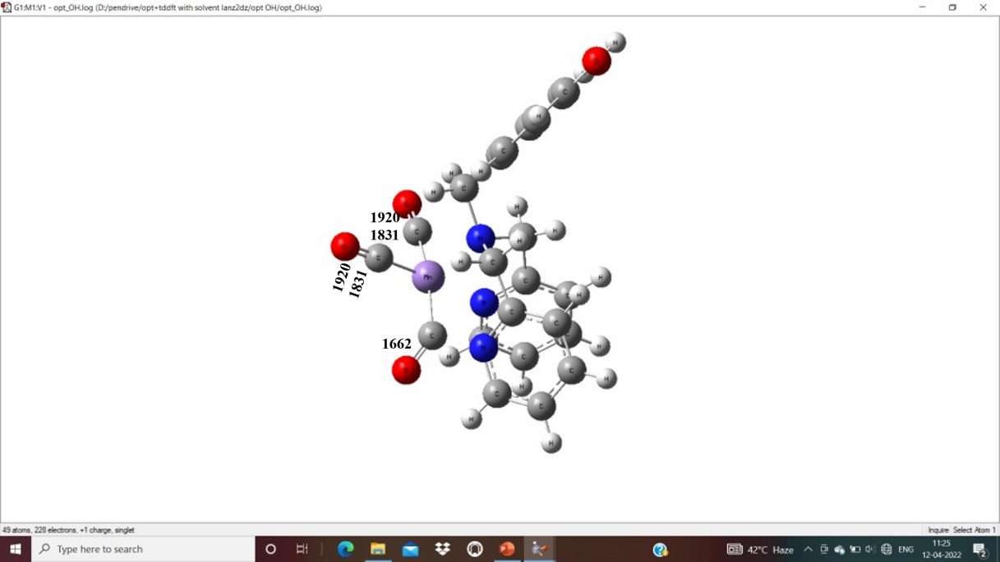 G1:M1:V1 - opt_OH.log (D:/pendrive/opt+tddft with solvent lanz2dz/opt OH/opt_OH.log)
H
C
H
C
H
H
H
C
1920
1831
C
H
N
H
H
C
1920
1831
C
Mn
H
C
C
H
N
C
H
C
C
1662
C
N
H
C
H
H
C
H
C
C
H
H
H
49 atoms, 228 electrons, +1 charge, singlet
Inquire Select Atom 1
Type here to search
42°C Haze
ENG
11:25
12-04-2022
2